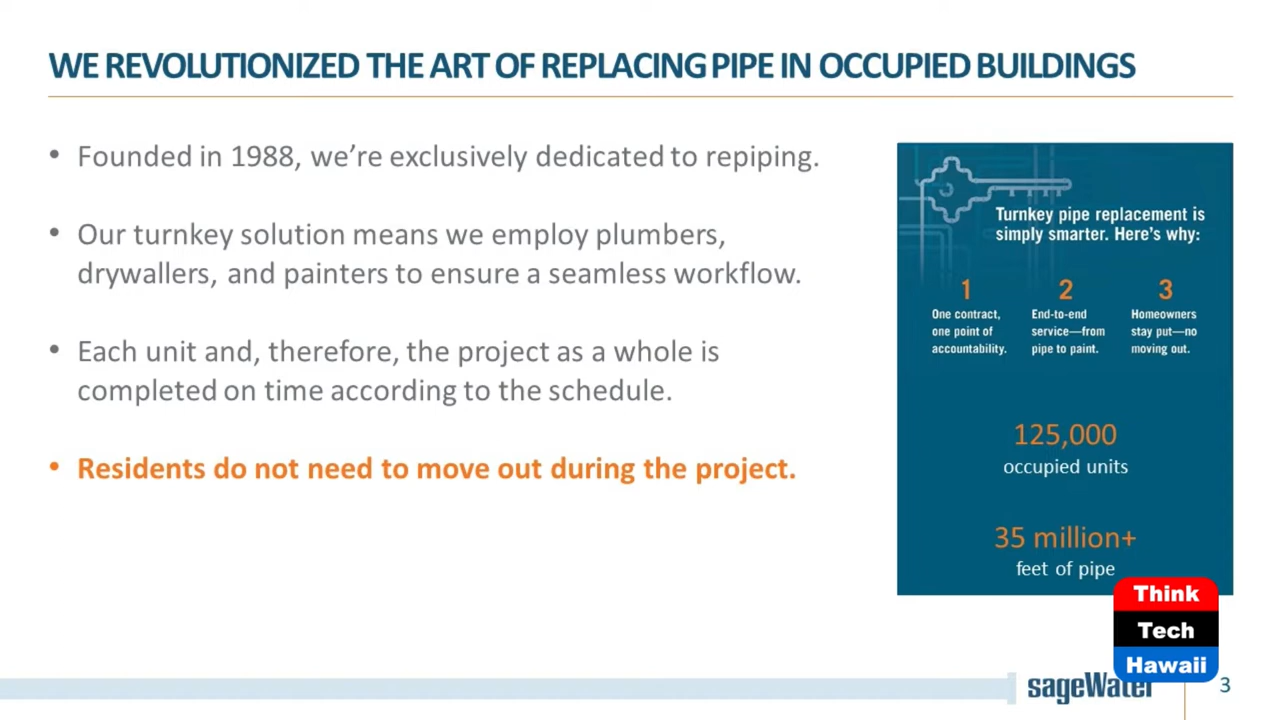 WE REVOLUTIONIZED THE ART OF REPLACING PIPE IN OCCUPIED BUILDINGS
• Founded in 1988, we’re exclusively dedicated to repiping.
• Our turnkey solution means we employ plumbers,
drywallers, and painters to ensure a seamless workflow.
• Each unit and, therefore, the project as a whole is
completed on time according to the schedule.
• Residents do not need to move out during the project.
Turnkey pipe replacement is
simply smarter. Here’s why:
1
One contract,
one point of
accountability.
2
End-to-end
service—from
pipe to paint.
3
Homeowners
stay put—no
moving out.
125,000
occupied units
35 million+
feet of pipe
Think
Tech
Hawaii
sageWater
3